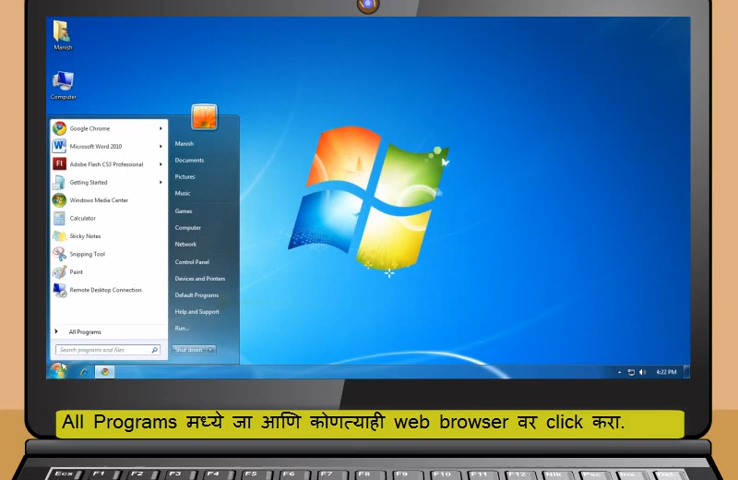 Manish
Computer
Google Chrome
Microsoft Word 2010
Adobe Flash CS3 Professional
Getting Started
Windows Media Center
Calculator
Sticky Notes
Snipping Tool
Paint
Remote Desktop Connection
All Programs
Search programs and files
Manish
Documents
Pictures
Music
Games
Computer
Network
Control Panel
Devices and Printers
Default Programs
Help and Support
Run...
Shut down
4:22 PM
All Programs मध्ये जा आणि कोणत्याही web browser वर click करा.
Esc F1 F2 F3 F4 F5 F6 F7 F8 F9 F10 F11 F12